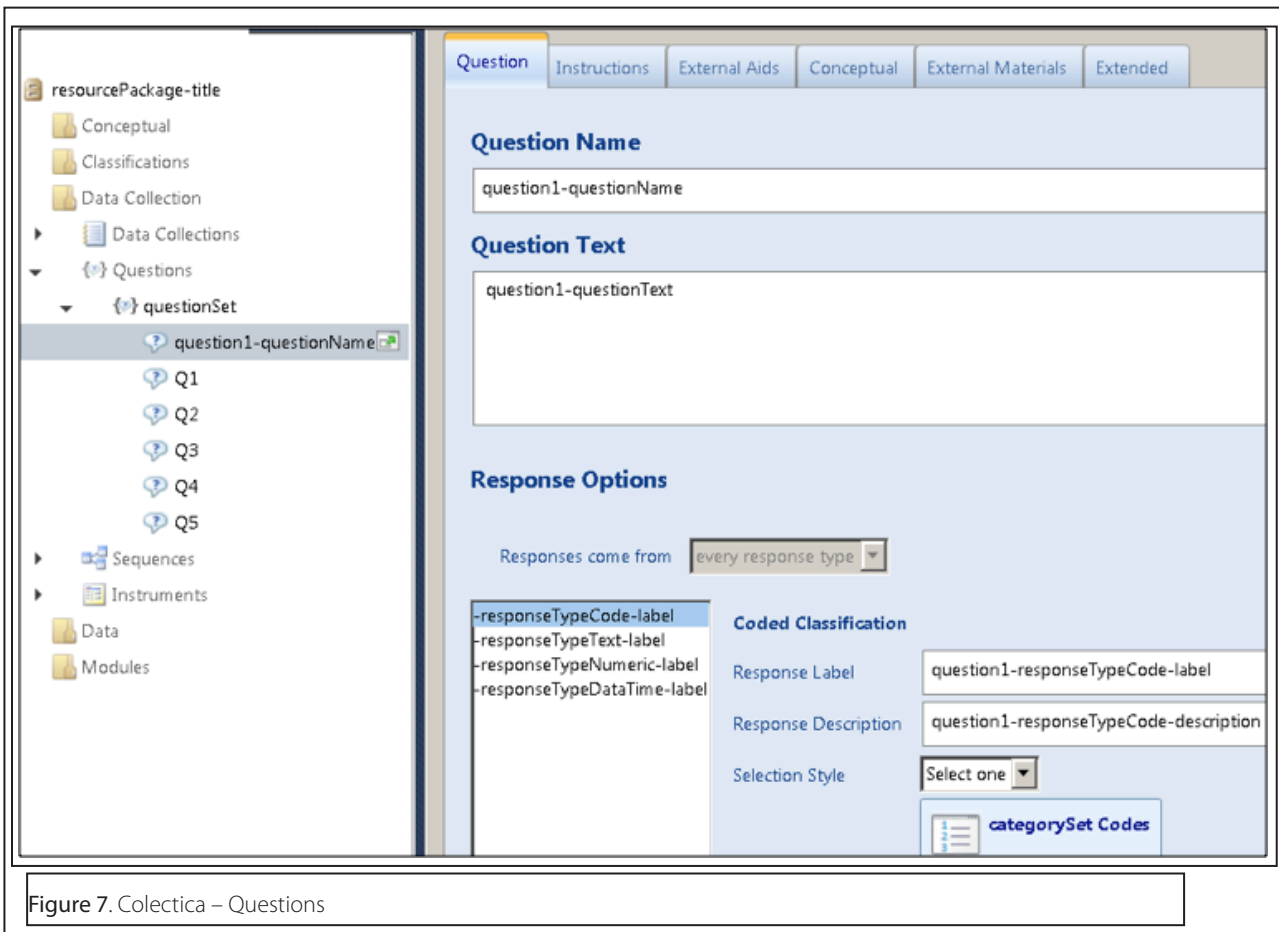 resourcePackage-title
Conceptual
Classifications
Data Collection
Data Collections
Questions
questionSet
question1-questionName
Q1
Q2
Q3
Q4
Q5
Sequences
Instruments
Data
Modules
Question Instructions External Aids Conceptual External Materials Extended
Question Name
question1-questionName
Question Text
question1-questionText
Response Options
Responses come from every response type
-responseTypeCode-label
-responseTypeText-label
-responseTypeNumeric-label
-responseTypeDataTime-label
Coded Classification
Response Label question1-responseTypeCode-label
Response Description question1-responseTypeCode-description
Selection Style Select one
1
2
3
categorySet Codes
Figure 7. Colectica – Questions